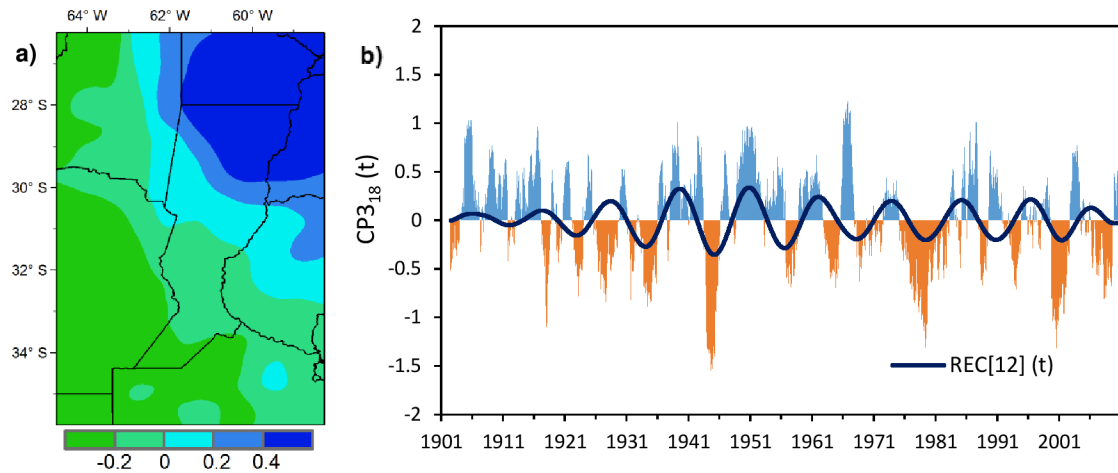 a)
64° W 62° W 60° W
28° S
30° S
32° S
34° S
-0.2 0 0.2 0.4
b)
CP3₁₈ (t)
2
1.5
1
0.5
0
-0.5
-1
-1.5
-2
REC[12] (t)
1901 1911 1921 1931 1941 1951 1961 1971 1981 1991 2001